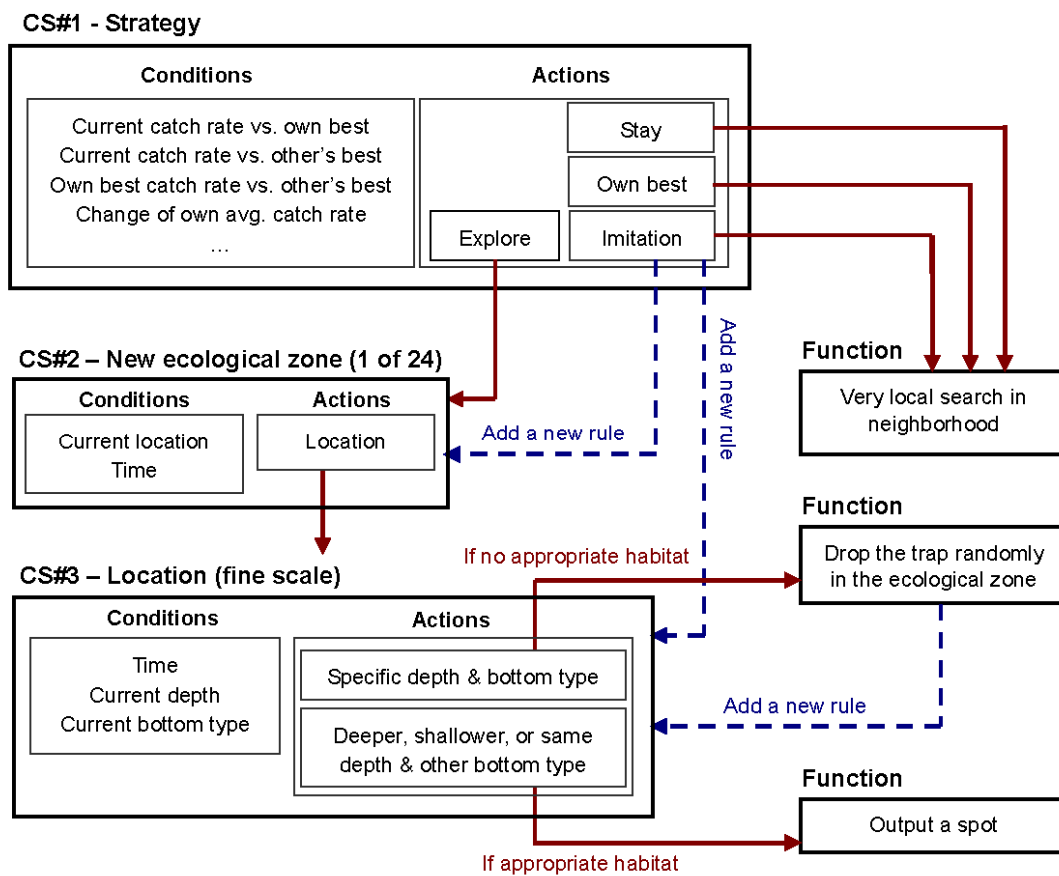 CS#1 - Strategy
Conditions
Actions
Current catch rate vs. own best
Current catch rate vs. other's best
Own best catch rate vs. other's best
Change of own avg. catch rate
...
Stay
Own best
Explore
Imitation
Add a new rule
CS#2 – New ecological zone (1 of 24)
Conditions
Actions
Current location
Time
Location
Add a new rule
Function
Very local search in
neighborhood
CS#3 – Location (fine scale)
Conditions
Actions
Time
Current depth
Current bottom type
Specific depth & bottom type
Deeper, shallower, or same
depth & other bottom type
If no appropriate habitat
Function
Drop the trap randomly
in the ecological zone
Add a new rule
If appropriate habitat
Function
Output a spot